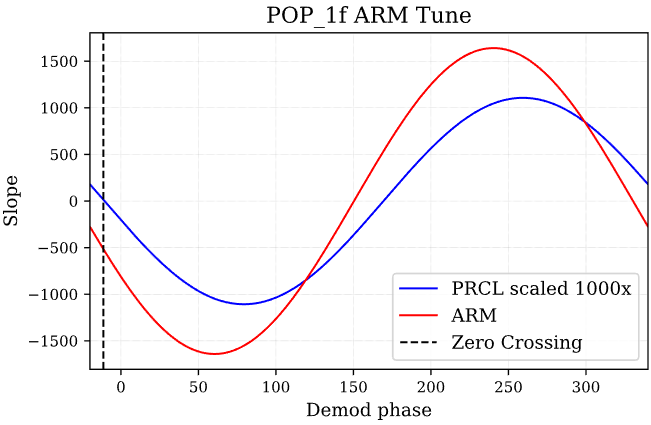 POP_1f ARM Tune
1500
1000
500
0
−500
−1000
−1500
Slope
0
50
100
150
200
250
300
Demod phase
PRCL scaled 1000x
ARM
Zero Crossing